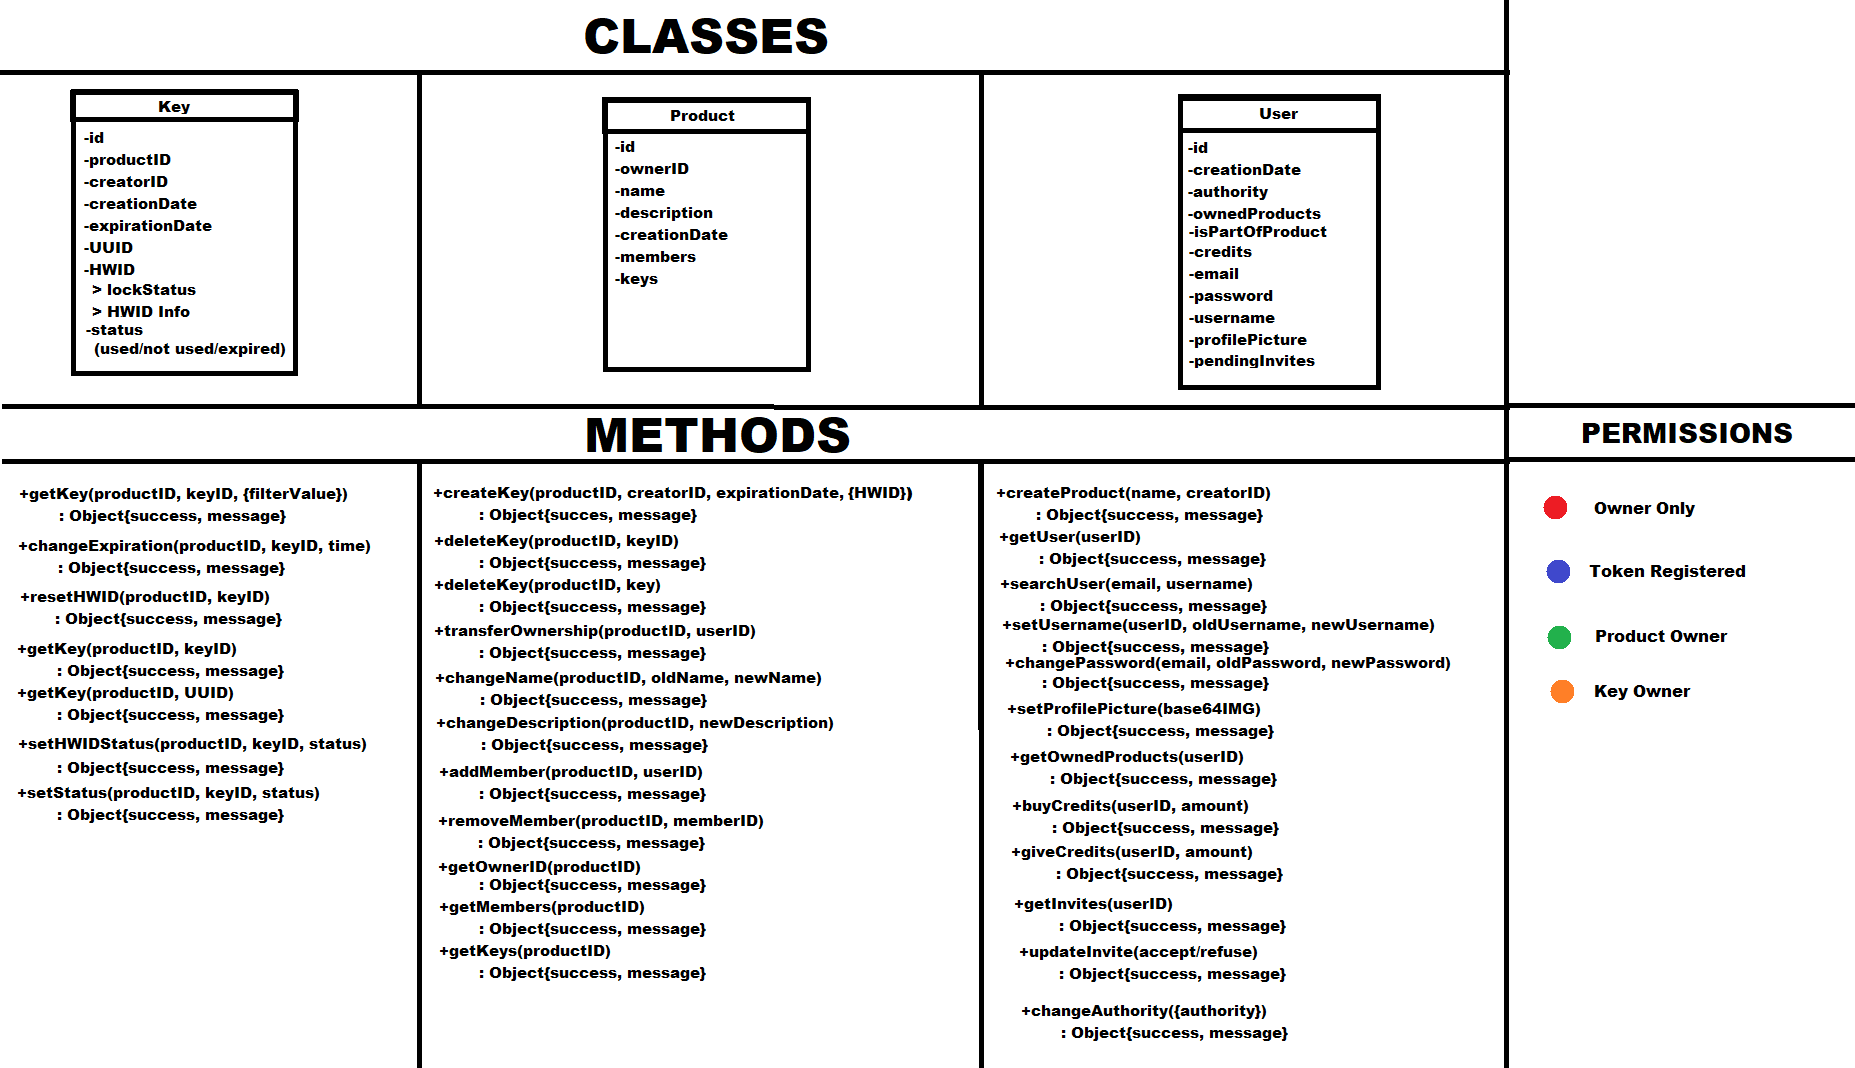 CLASSES
Key
-id
-productID
-creatorID
-creationDate
-expirationDate
-UUID
-HWID
> lockStatus
> HWID Info
-status
(used/not used/expired)
Product
-id
-ownerID
-name
-description
-creationDate
-members
-keys
User
-id
-creationDate
-authority
-ownedProducts
-isPartOfProduct
-credits
-email
-password
-username
-profilePicture
-pendingInvites
METHODS
+getKey(productID, keyID, {filterValue})
: Object{success, message}
+changeExpiration(productID, keyID, time)
: Object{success, message}
+resetHWID(productID, keyID)
: Object{success, message}
+getKey(productID, keyID)
: Object{success, message}
+getKey(productID, UUID)
: Object{success, message}
+setHWIDStatus(productID, keyID, status)
: Object{success, message}
+setStatus(productID, keyID, status)
: Object{success, message}
+createKey(productID, creatorID, expirationDate, {HWID})
: Object{succes, message}
+deleteKey(productID, keyID)
: Object{success, message}
+deleteKey(productID, key)
: Object{success, message}
+transferOwnership(productID, userID)
: Object{success, message}
+changeName(productID, oldName, newName)
: Object{success, message}
+changeDescription(productID, newDescription)
: Object{success, message}
+addMember(productID, userID)
: Object{success, message}
+removeMember(productID, memberID)
: Object{success, message}
+getOwnerID(productID)
: Object{success, message}
+getMembers(productID)
: Object{success, message}
+getKeys(productID)
: Object{success, message}
+createProduct(name, creatorID)
: Object{success, message}
+getUser(userID)
: Object{success, message}
+searchUser(email, username)
: Object{success, message}
+setUsername(userID, oldUsername, newUsername)
: Object{success, message}
+changePassword(email, oldPassword, newPassword)
: Object{success, message}
+setProfilePicture(base64IMG)
: Object{success, message}
+getOwnedProducts(userID)
: Object{success, message}
+buyCredits(userID, amount)
: Object{success, message}
+giveCredits(userID, amount)
: Object{success, message}
+getInvites(userID)
: Object{success, message}
+updateInvite(accept/refuse)
: Object{success, message}
+changeAuthority({authority})
: Object{success, message}
PERMISSIONS
Owner Only
Token Registered
Product Owner
Key Owner